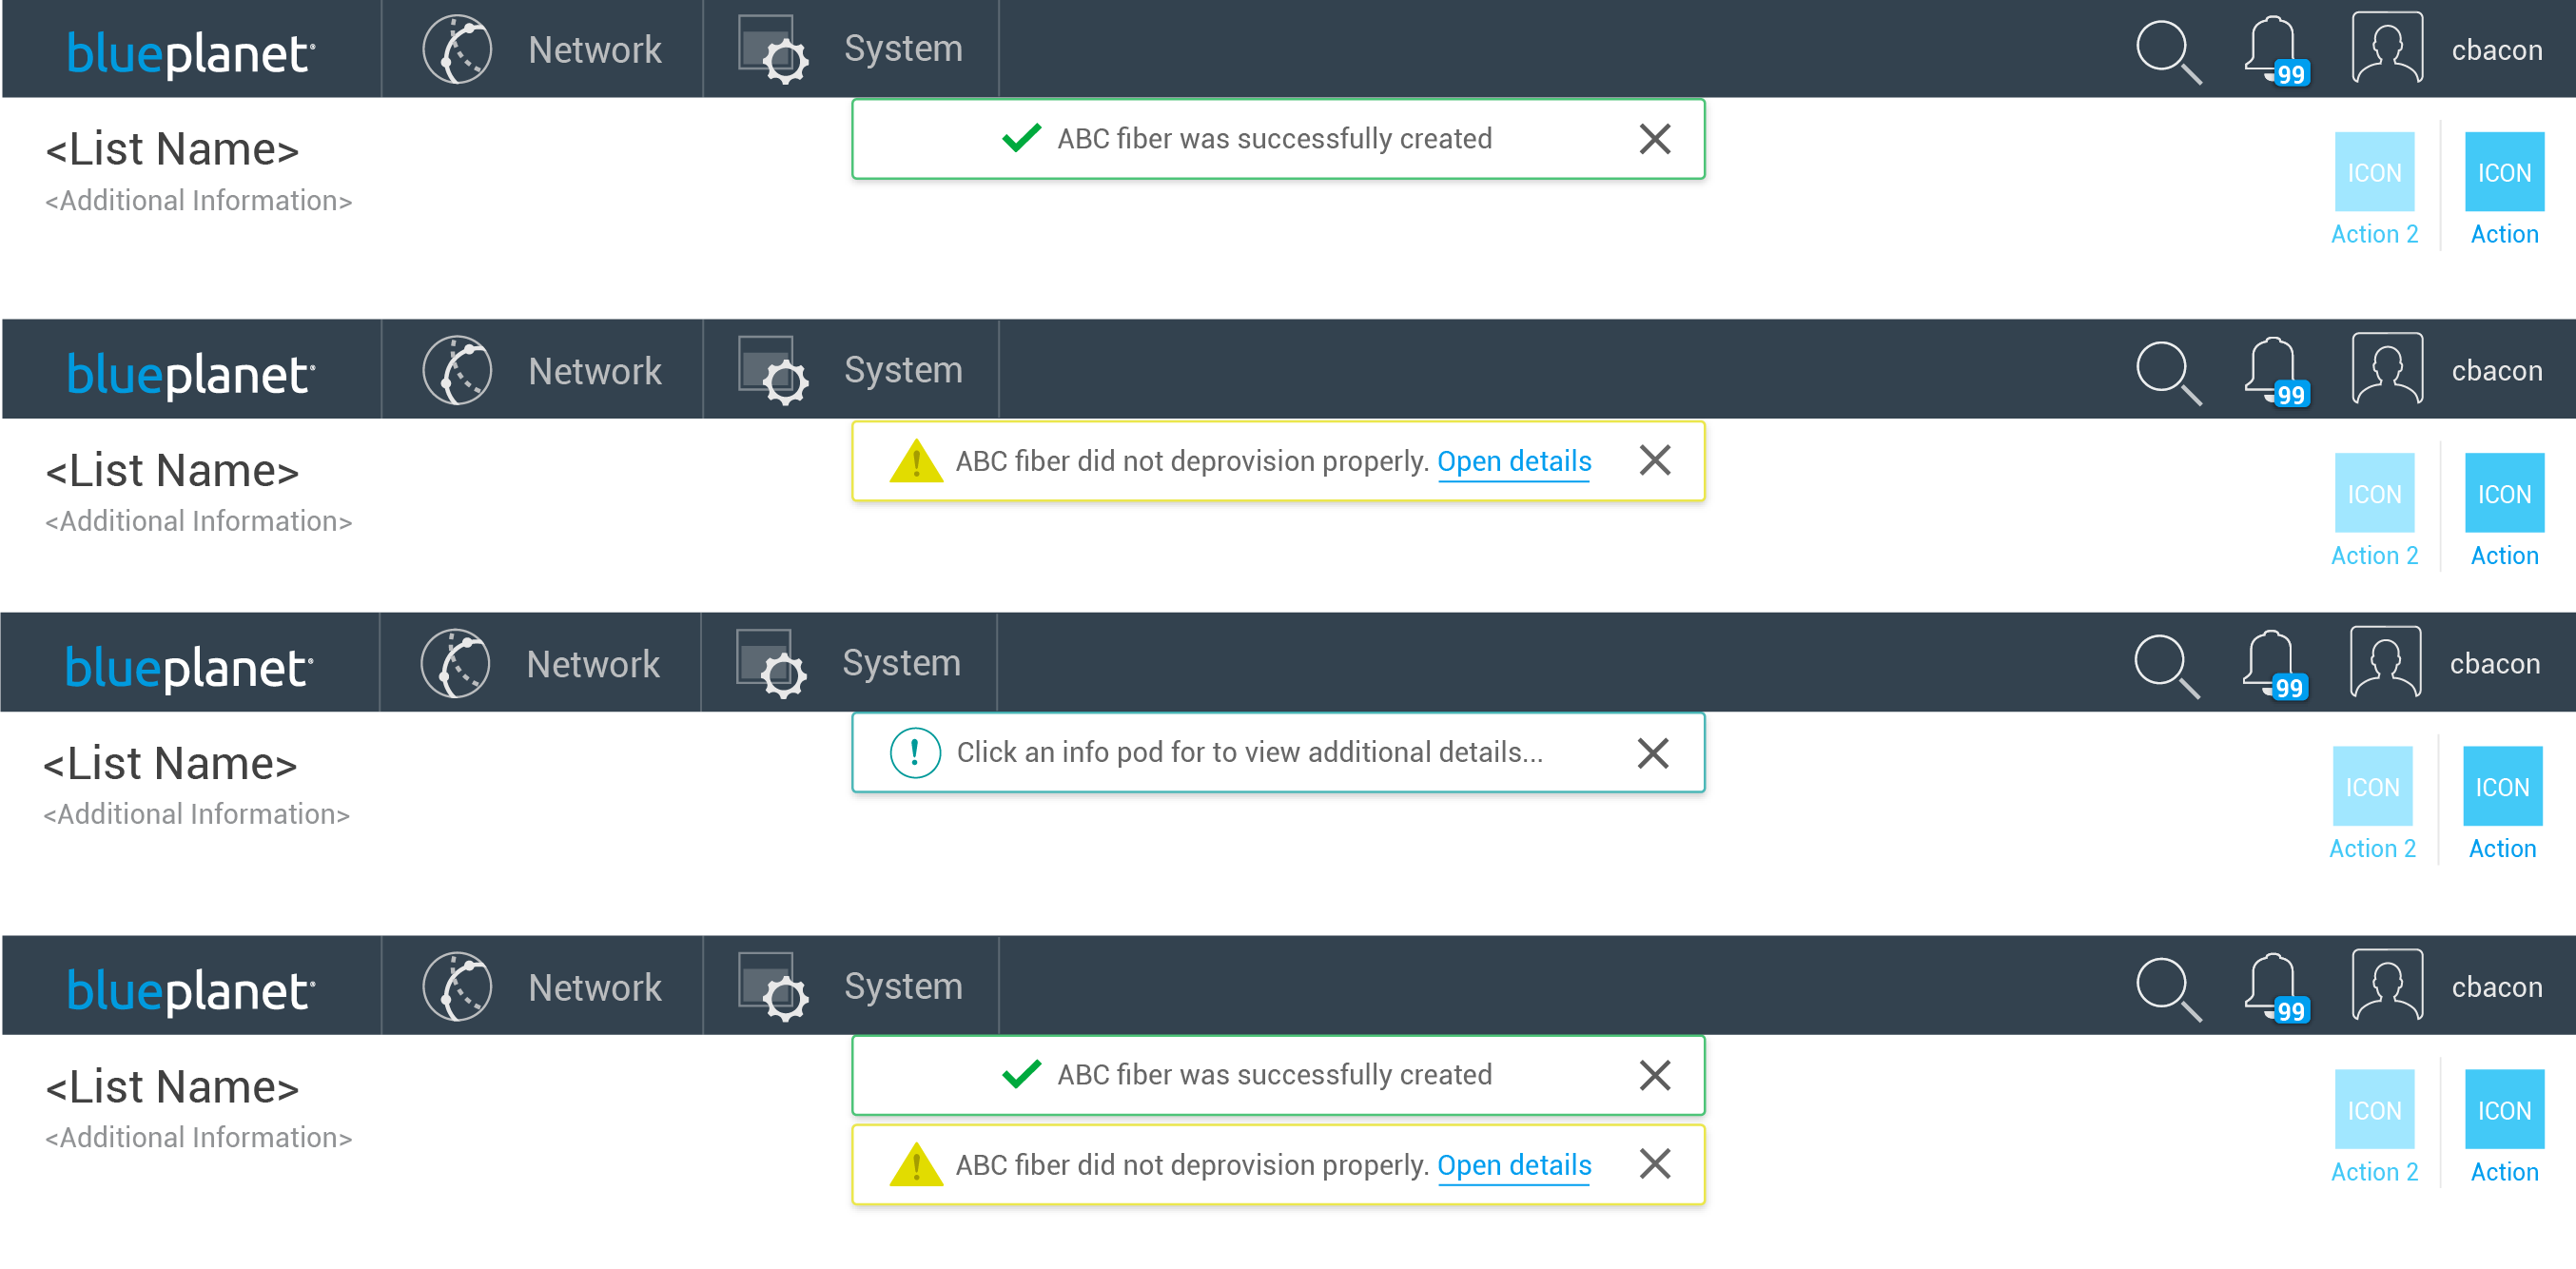 blueplanet Network System 99 cbacon
ABC fiber was successfully created
<List Name>
<Additional Information>
ICON ICON
Action 2 Action
blueplanet Network System 99 cbacon
ABC fiber did not deprovision properly. Open details
<List Name>
<Additional Information>
ICON ICON
Action 2 Action
blueplanet Network System 99 cbacon
Click an info pod for to view additional details...
<List Name>
<Additional Information>
ICON ICON
Action 2 Action
blueplanet Network System 99 cbacon
ABC fiber was successfully created
<List Name>
<Additional Information>
ABC fiber did not deprovision properly. Open details
ICON ICON
Action 2 Action